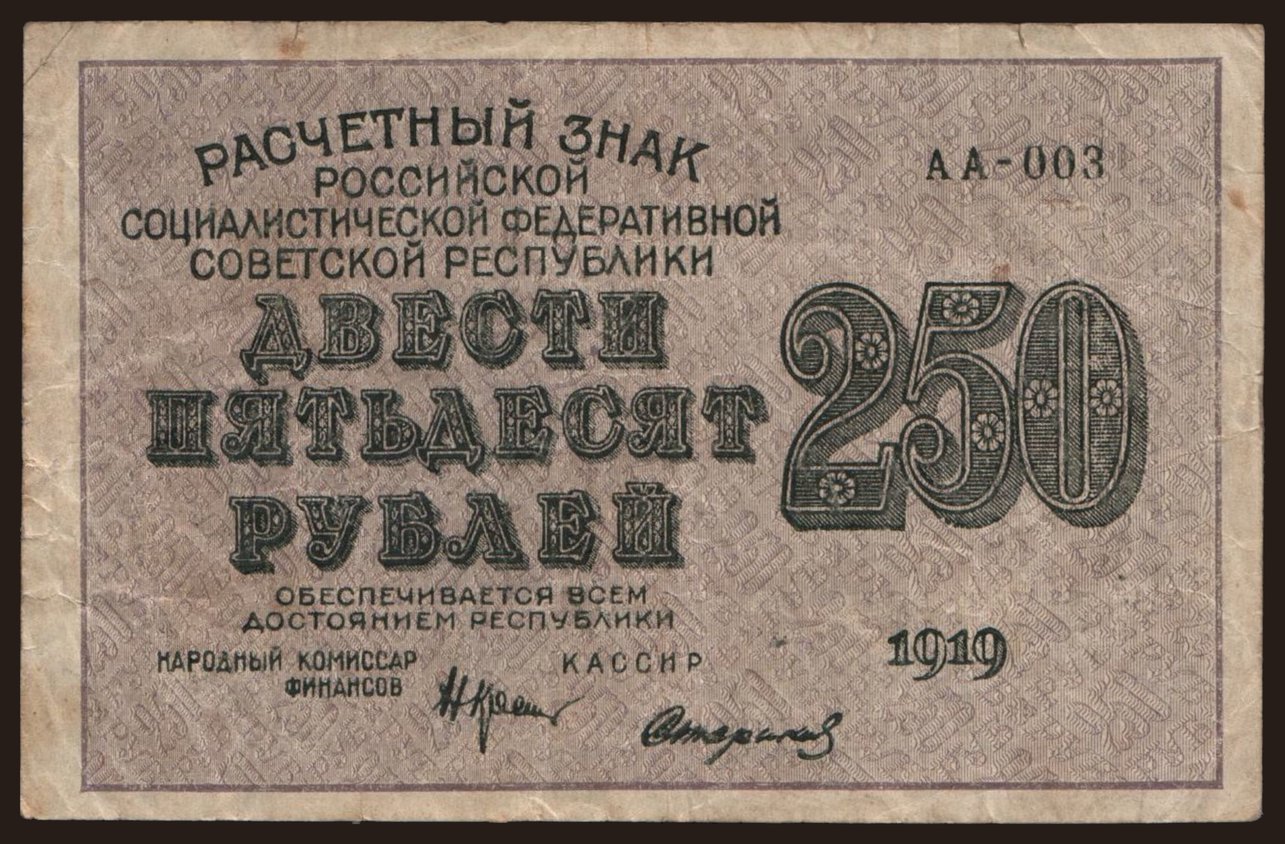 РАСЧЕТНЫЙ ЗНАК
РОССИЙСКОЙ
СОЦИАЛИСТИЧЕСКОЙ ФЕДЕРАТИВНОЙ
СОВЕТСКОЙ РЕСПУБЛИКИ
АА-003
ДВЕСТИ
ПЯТЬДЕСЯТ
РУБЛЕЙ
250
ОБЕСПЕЧИВАЕТСЯ ВСЕМ
ДОСТОЯНИЕМ РЕСПУБЛИКИ
НАРОДНЫЙ КОМИССАР
ФИНАНСОВ
КАССИР
1919